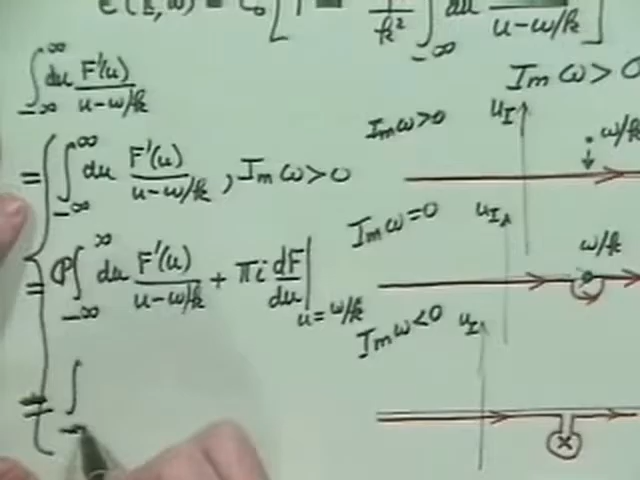 ε(k,ω) = ε₀ [ 1 − 1/k² ∫_{-∞} du / u-ω/k ]
∫_{-∞}^{∞} du F'(u) / u-ω/k
Im ω > 0
= { ∫_{-∞}^{∞} du F'(u) / u-ω/k , Im ω > 0
Im ω>0 u_I ω/k
= P∫_{-∞}^{∞} du F'(u) / u-ω/k + πi dF/du |_{u=ω/k}
Im ω=0 u_I ω/k
= ∫_{-∞}
Im ω<0 u_I
×